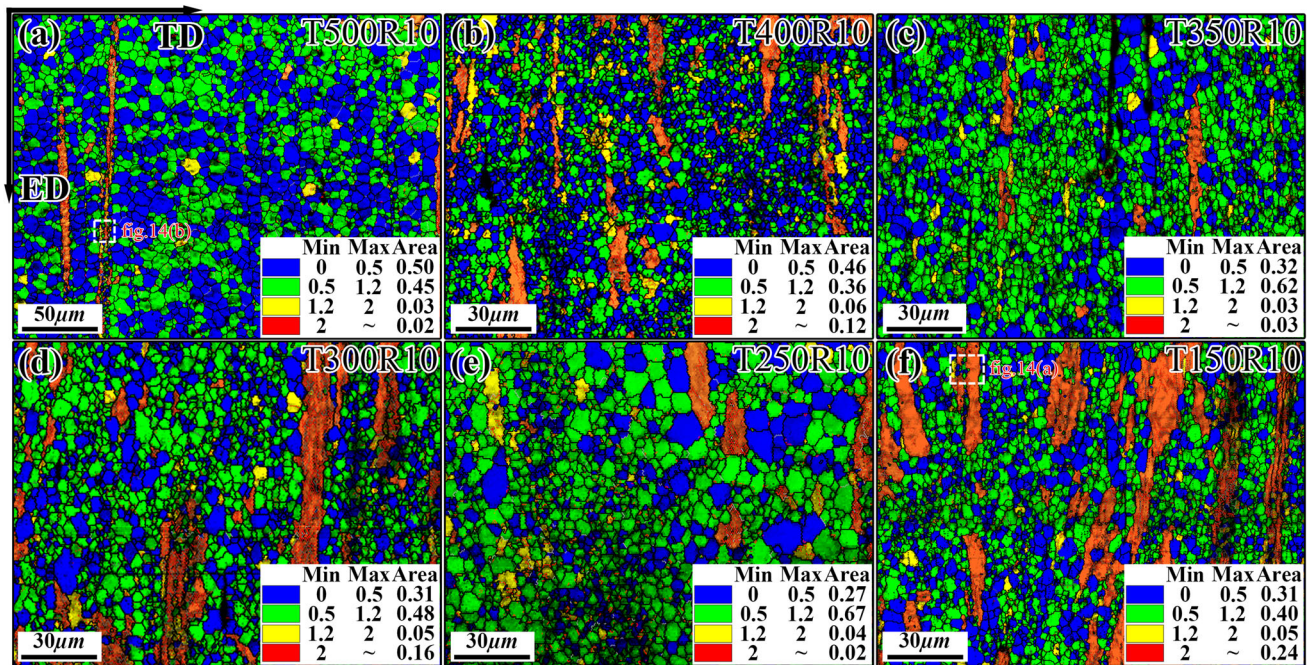 (a) TD T500R10
ED
fig.14(b)
50μm
Min Max Area
0 0.5 0.50
0.5 1.2 0.45
1.2 2 0.03
2 ~ 0.02
(b) T400R10
30μm
Min Max Area
0 0.5 0.46
0.5 1.2 0.36
1.2 2 0.06
2 ~ 0.12
(c) T350R10
30μm
Min Max Area
0 0.5 0.32
0.5 1.2 0.62
1.2 2 0.03
2 ~ 0.03
(d) T300R10
30μm
Min Max Area
0 0.5 0.31
0.5 1.2 0.48
1.2 2 0.05
2 ~ 0.16
(e) T250R10
30μm
Min Max Area
0 0.5 0.27
0.5 1.2 0.67
1.2 2 0.04
2 ~ 0.02
(f) fig.14(a) T150R10
30μm
Min Max Area
0 0.5 0.31
0.5 1.2 0.40
1.2 2 0.05
2 ~ 0.24